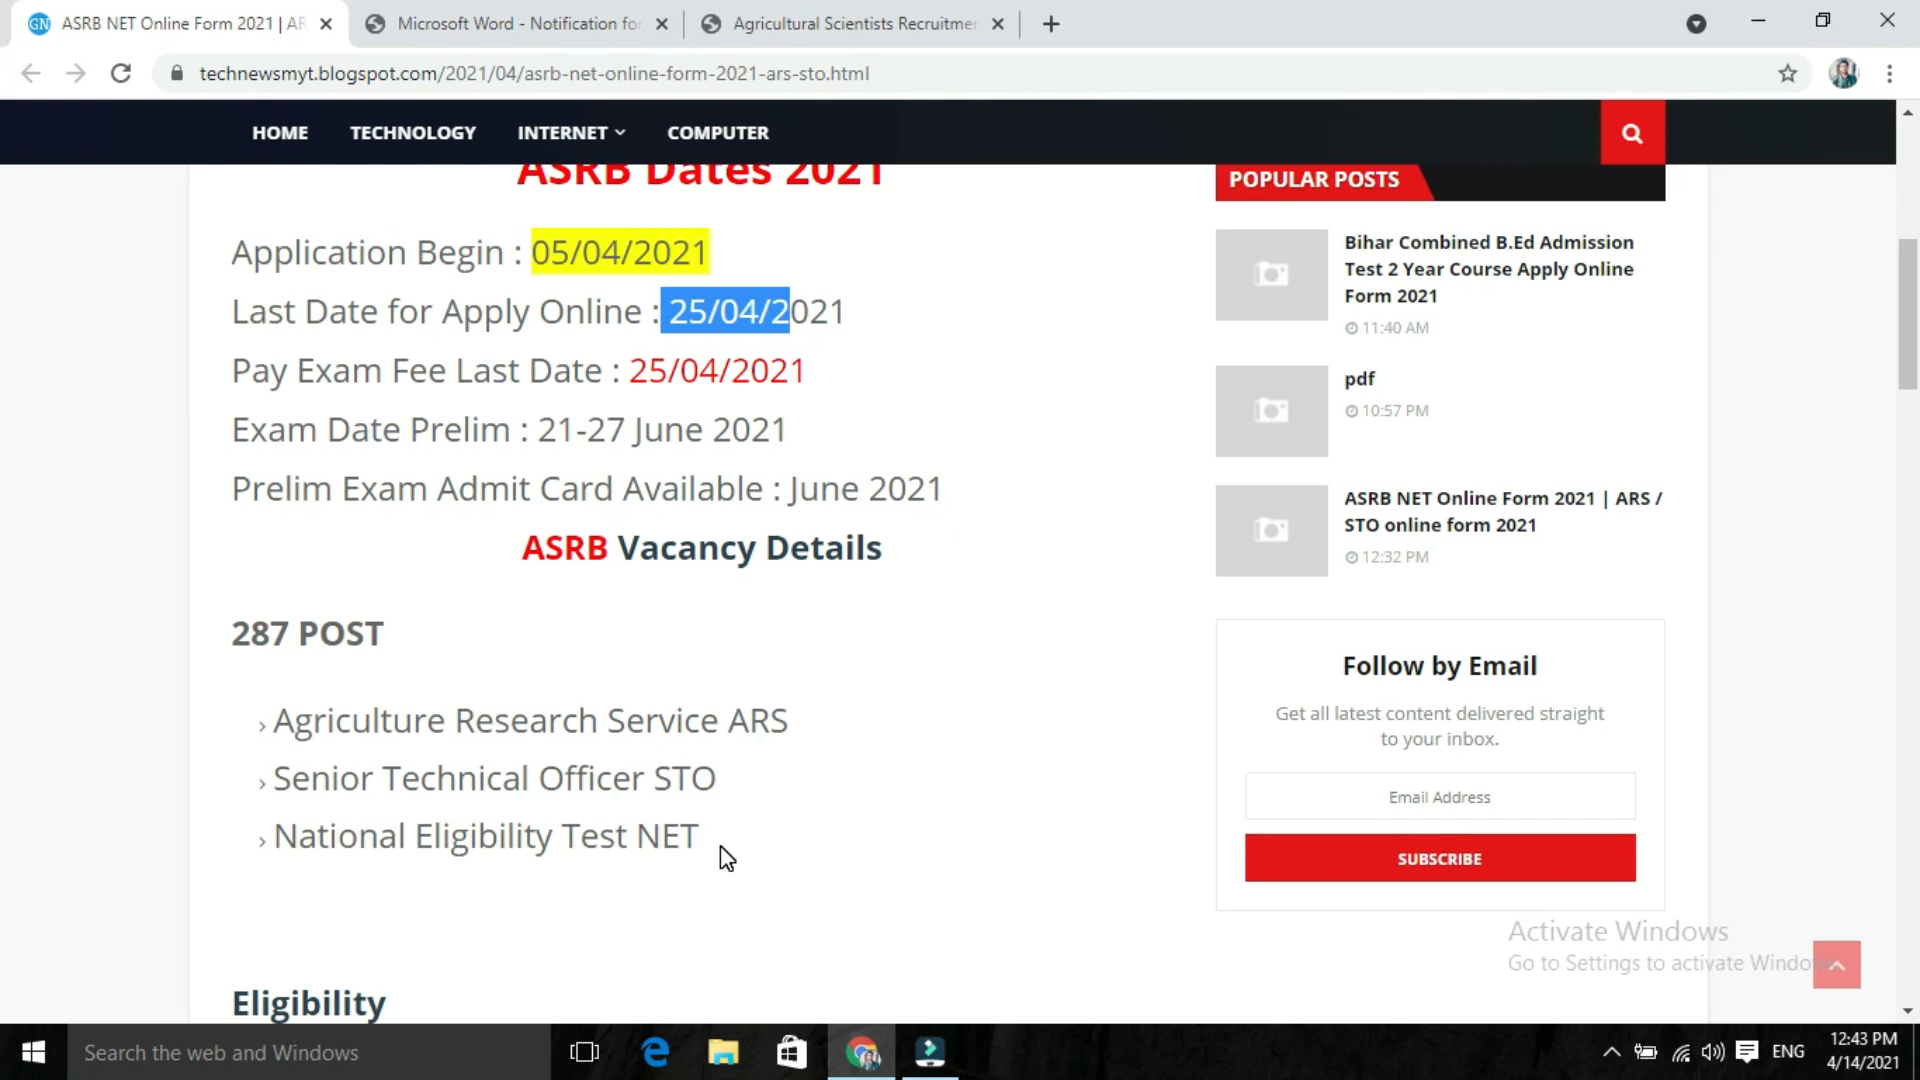 ASRB NET Online Form 2021 | AR
Microsoft Word - Notification for
Agricultural Scientists Recruitmen
technewsmyt.blogspot.com/2021/04/asrb-net-online-form-2021-ars-sto.html
HOME TECHNOLOGY INTERNET COMPUTER
ASRB Dates 2021
Application Begin : 05/04/2021
Last Date for Apply Online : 25/04/2021
Pay Exam Fee Last Date : 25/04/2021
Exam Date Prelim : 21-27 June 2021
Prelim Exam Admit Card Available : June 2021
ASRB Vacancy Details
287 POST
› Agriculture Research Service ARS
› Senior Technical Officer STO
› National Eligibility Test NET
Eligibility
POPULAR POSTS
Bihar Combined B.Ed Admission
Test 2 Year Course Apply Online
Form 2021
11:40 AM
pdf
10:57 PM
ASRB NET Online Form 2021 | ARS /
STO online form 2021
12:32 PM
Follow by Email
Get all latest content delivered straight
to your inbox.
Email Address
SUBSCRIBE
Activate Windows
Go to Settings to activate Windo
Search the web and Windows
ENG
12:43 PM
4/14/2021